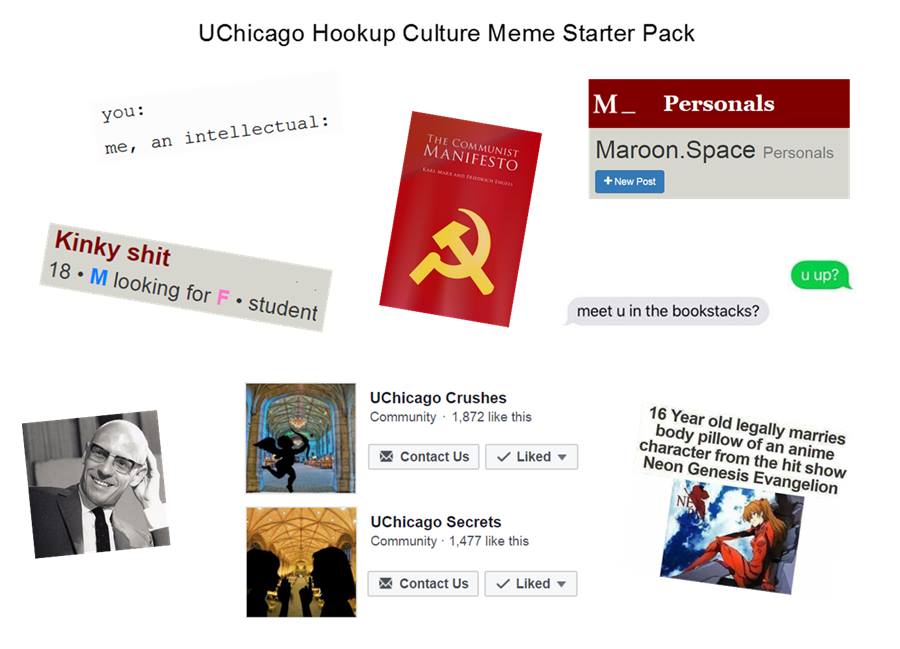 UChicago Hookup Culture Meme Starter Pack
you:
me, an intellectual:
THE COMMUNIST
MANIFESTO
KARL MARX AND FRIEDRICH ENGELS
M_ Personals
Maroon.Space Personals
+ New Post
Kinky shit
18 • M looking for F • student
u up?
meet u in the bookstacks?
UChicago Crushes
Community · 1,872 like this
Contact Us
Liked
UChicago Secrets
Community · 1,477 like this
Contact Us
Liked
16 Year old legally marries
body pillow of an anime
character from the hit show
Neon Genesis Evangelion